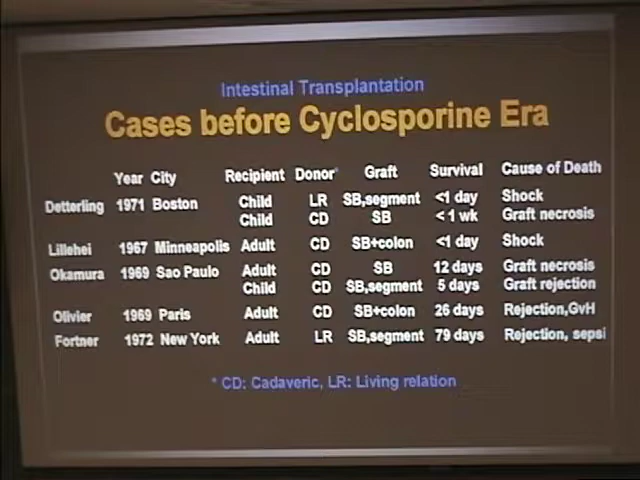 Intestinal Transplantation
Cases before Cyclosporine Era
Year City Recipient Donor* Graft Survival Cause of Death
Detterling 1971 Boston Child LR SB,segment <1 day Shock
Child CD SB < 1 wk Graft necrosis
Lillehei 1967 Minneapolis Adult CD SB+colon <1 day Shock
Okamura 1969 Sao Paulo Adult CD SB 12 days Graft necrosis
Child CD SB,segment 5 days Graft rejection
Olivier 1969 Paris Adult CD SB+colon 26 days Rejection,GvH
Fortner 1972 New York Adult LR SB,segment 79 days Rejection, sepsi
* CD: Cadaveric, LR: Living relation